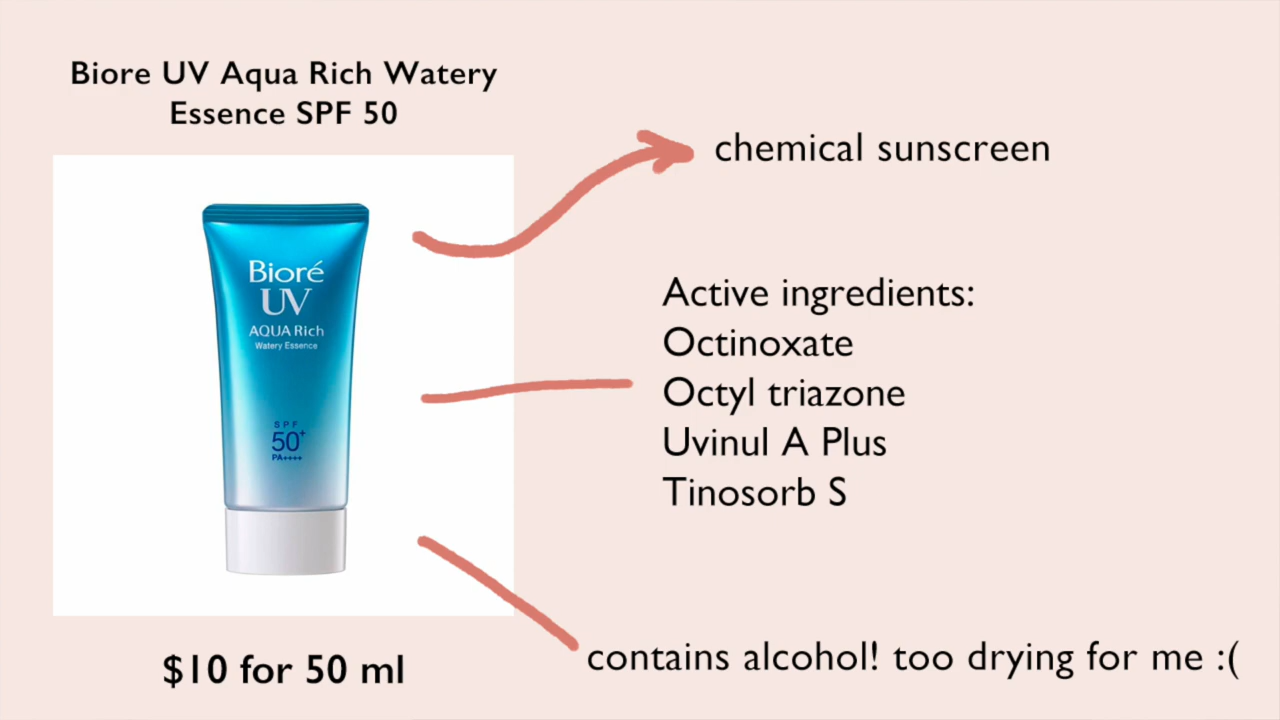 Biore UV Aqua Rich Watery
Essence SPF 50
Bioré
UV
AQUA Rich
Watery Essence
SPF
50+
PA++++
$10 for 50 ml
chemical sunscreen
Active ingredients:
Octinoxate
Octyl triazone
Uvinul A Plus
Tinosorb S
contains alcohol! too drying for me :(